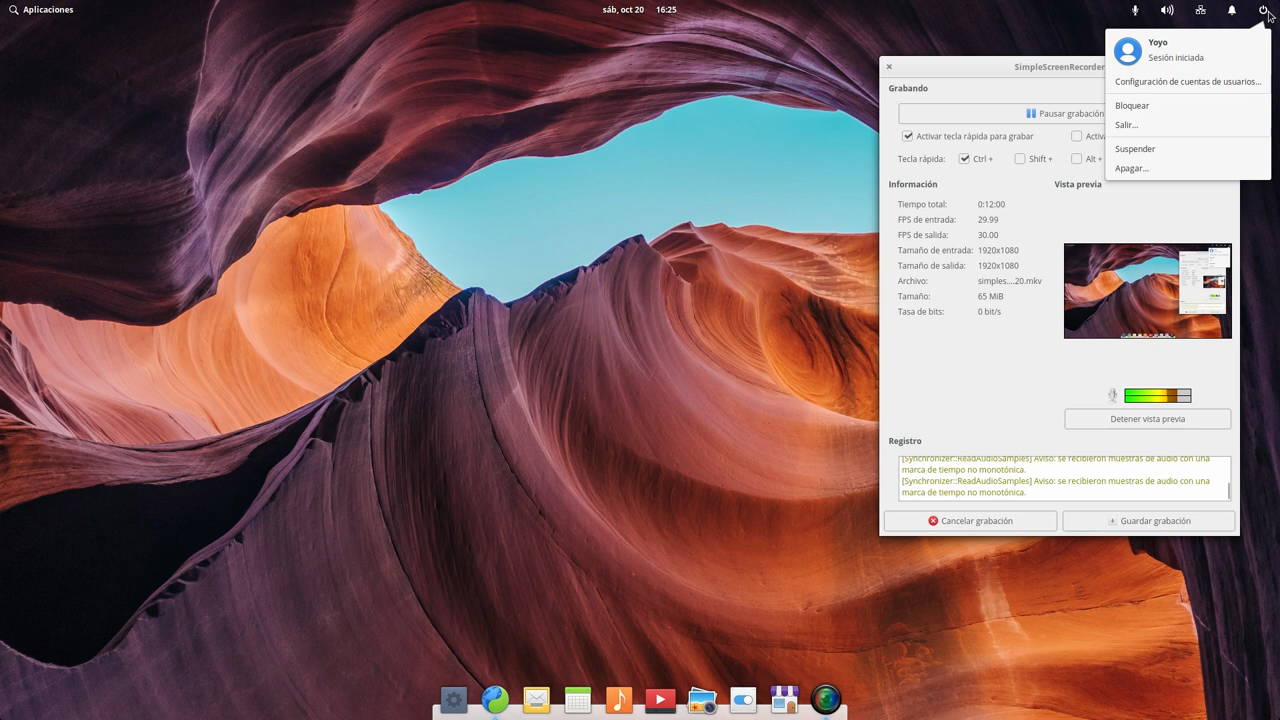 Aplicaciones
sáb, oct 20 16:25
Yoyo
Sesión iniciada
Configuración de cuentas de usuarios...
Bloquear
Salir...
Suspender
Apagar...
SimpleScreenRecorder
Grabando
Pausar grabación
Activar tecla rápida para grabar
Activa
Tecla rápida: Ctrl + Shift + Alt +
Información
Vista previa
Tiempo total: 0:12:00
FPS de entrada: 29.99
FPS de salida: 30.00
Tamaño de entrada: 1920x1080
Tamaño de salida: 1920x1080
Archivo: simples....20.mkv
Tamaño: 65 MiB
Tasa de bits: 0 bit/s
Detener vista previa
Registro
[Synchronizer::ReadAudioSamples] Aviso: se recibieron muestras de audio con una
marca de tiempo no monotónica.
[Synchronizer::ReadAudioSamples] Aviso: se recibieron muestras de audio con una
marca de tiempo no monotónica.
Cancelar grabación
Guardar grabación